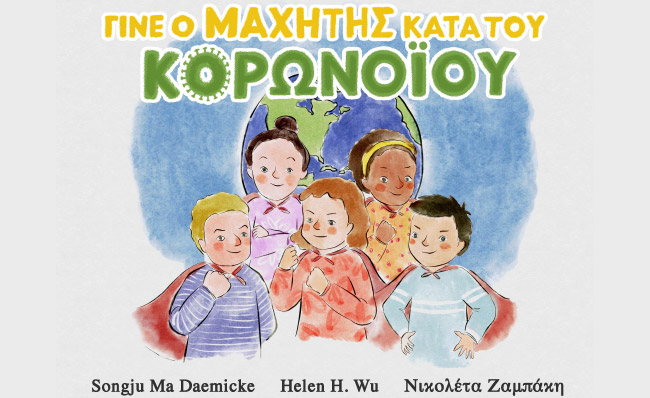 ΓΙΝΕ Ο ΜΑΧΗΤΗΣ ΚΑΤΑ ΤΟΥ
ΚΟΡΩΝΟΪΟΥ
Songju Ma Daemicke Helen H. Wu Νικολέτα Ζαμπάκη